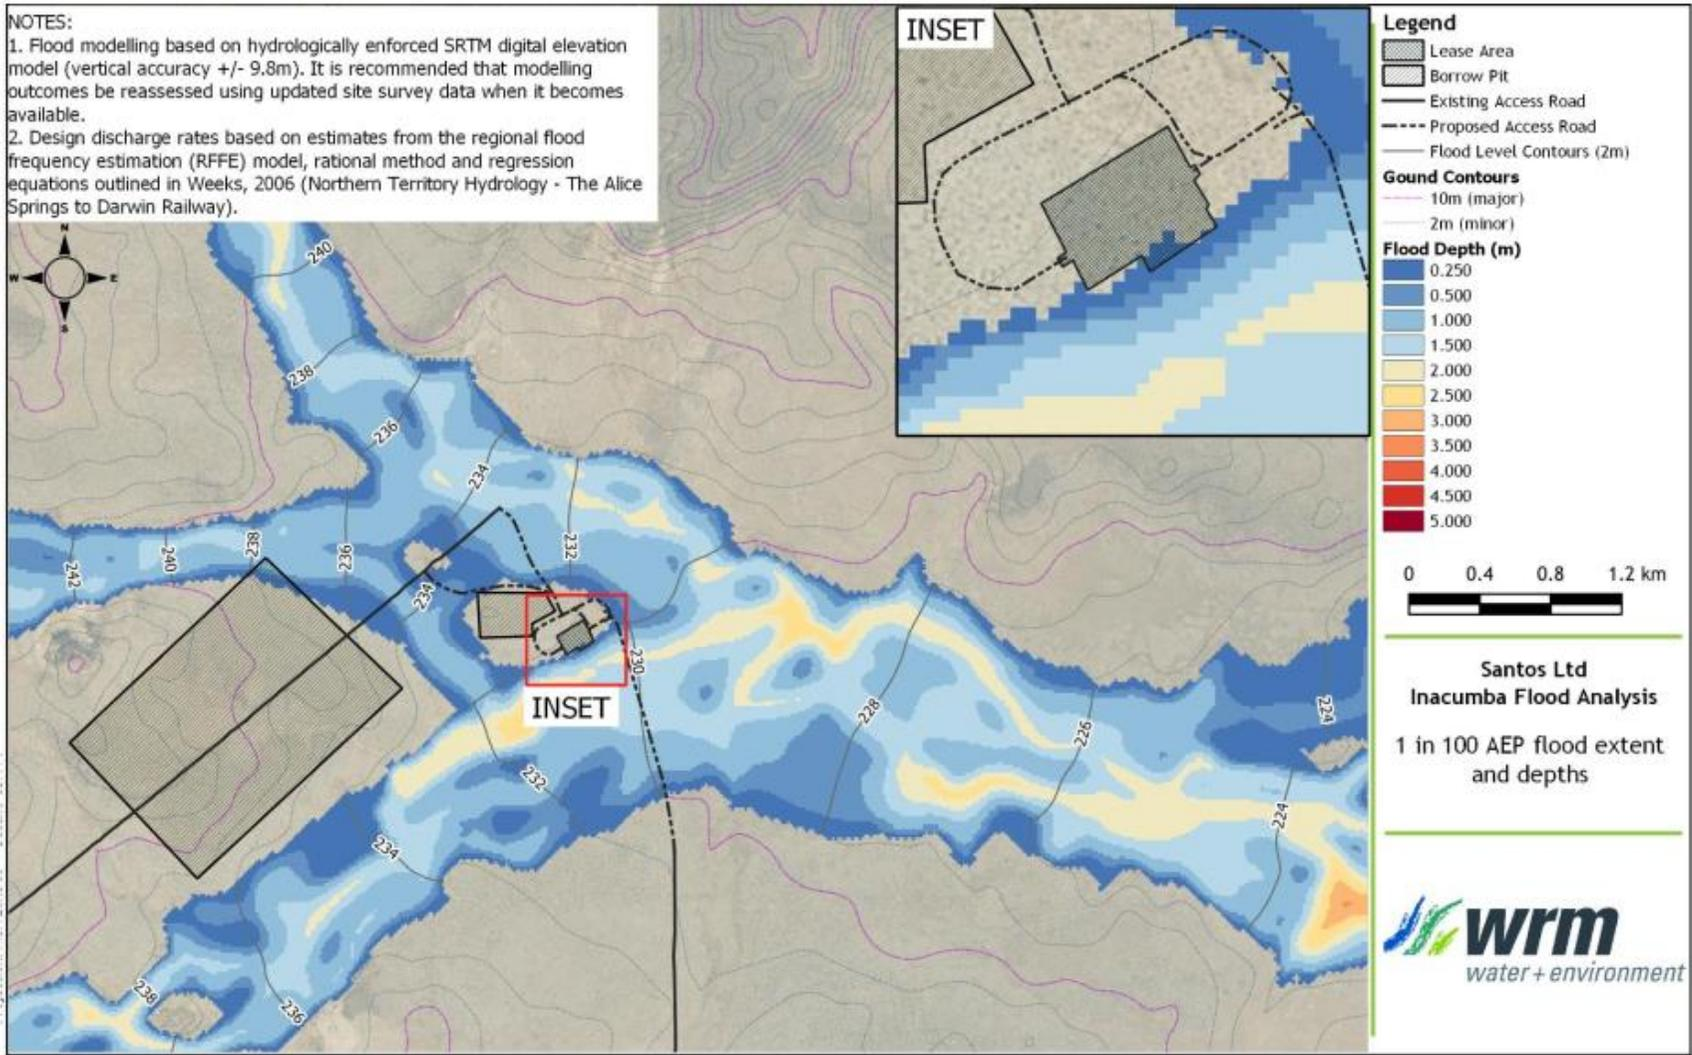 NOTES:
1. Flood modelling based on hydrologically enforced SRTM digital elevation
model (vertical accuracy +/- 9.8m). It is recommended that modelling
outcomes be reassessed using updated site survey data when it becomes
available.
2. Design discharge rates based on estimates from the regional flood
frequency estimation (RFFE) model, rational method and regression
equations outlined in Weeks, 2006 (Northern Territory Hydrology - The Alice
Springs to Darwin Railway).
N
W E
S
INSET
240
238
236
234
232
242
240
238
236
234
230
INSET
228
226
224
232
234
224
238
236
Legend
Lease Area
Borrow Pit
Existing Access Road
Proposed Access Road
Flood Level Contours (2m)
Gound Contours
10m (major)
2m (minor)
Flood Depth (m)
0.250
0.500
1.000
1.500
2.000
2.500
3.000
3.500
4.000
4.500
5.000
0 0.4 0.8 1.2 km
Santos Ltd
Inacumba Flood Analysis
1 in 100 AEP flood extent
and depths
wrm
water + environment